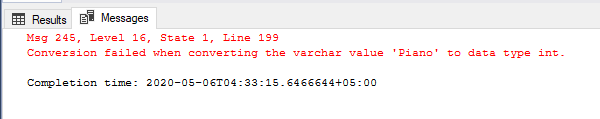 Results Messages
Msg 245, Level 16, State 1, Line 199
Conversion failed when converting the varchar value 'Piano' to data type int.
Completion time: 2020-05-06T04:33:15.6466644+05:00